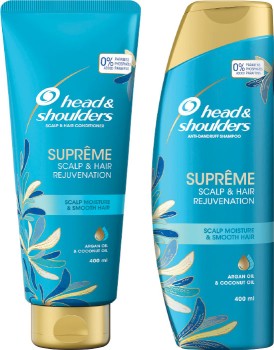 0%
PARABENS
head &
shoulders
SCALP & HAIR CONDITIONER
SUPRÊME
SCALP & HAIR
REJUVENATION
SCALP MOISTURE
& SMOOTH HAIR
ARGAN OIL
& COCONUT OIL
400 ml
0%
PARABENS
head &
shoulders
ANTI-DANDRUFF SHAMPOO
SUPRÊME
SCALP & HAIR
REJUVENATION
SCALP MOISTURE
& SMOOTH HAIR
ARGAN OIL
& COCONUT OIL
400 ml